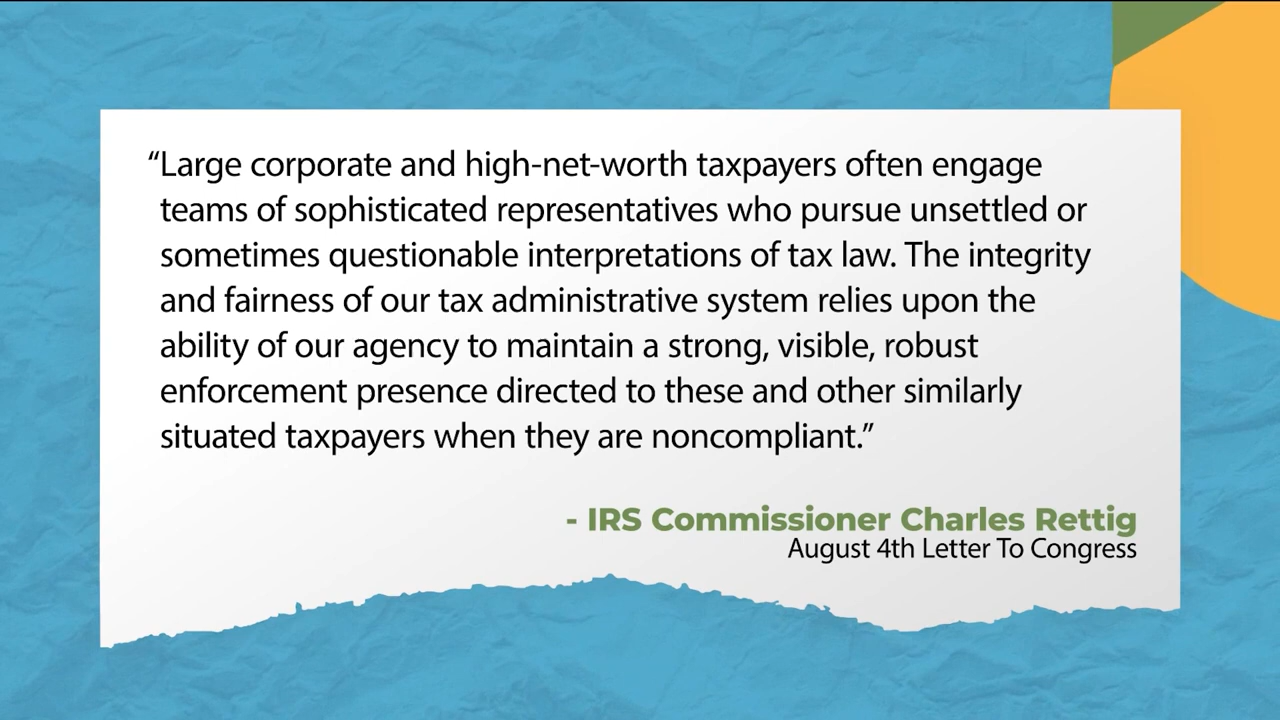 “Large corporate and high-net-worth taxpayers often engage
teams of sophisticated representatives who pursue unsettled or
sometimes questionable interpretations of tax law. The integrity
and fairness of our tax administrative system relies upon the
ability of our agency to maintain a strong, visible, robust
enforcement presence directed to these and other similarly
situated taxpayers when they are noncompliant.”
- IRS Commissioner Charles Rettig
August 4th Letter To Congress